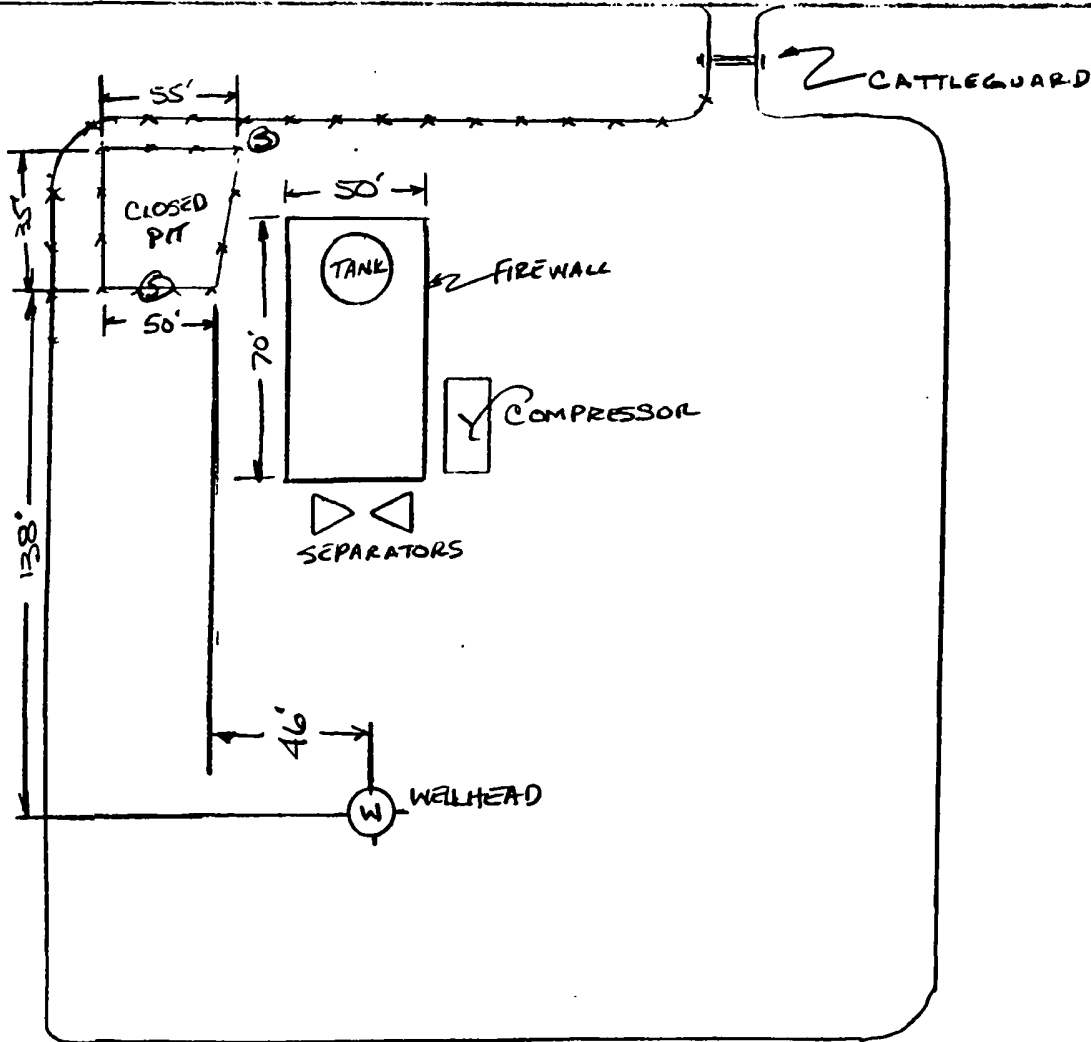 CATTLEGUARD
55'
S
35'
CLOSED
PIT
S
50'
50'
TANK
FIREWALL
70'
COMPRESSOR
SEPARATORS
138'
46'
W
WELLHEAD